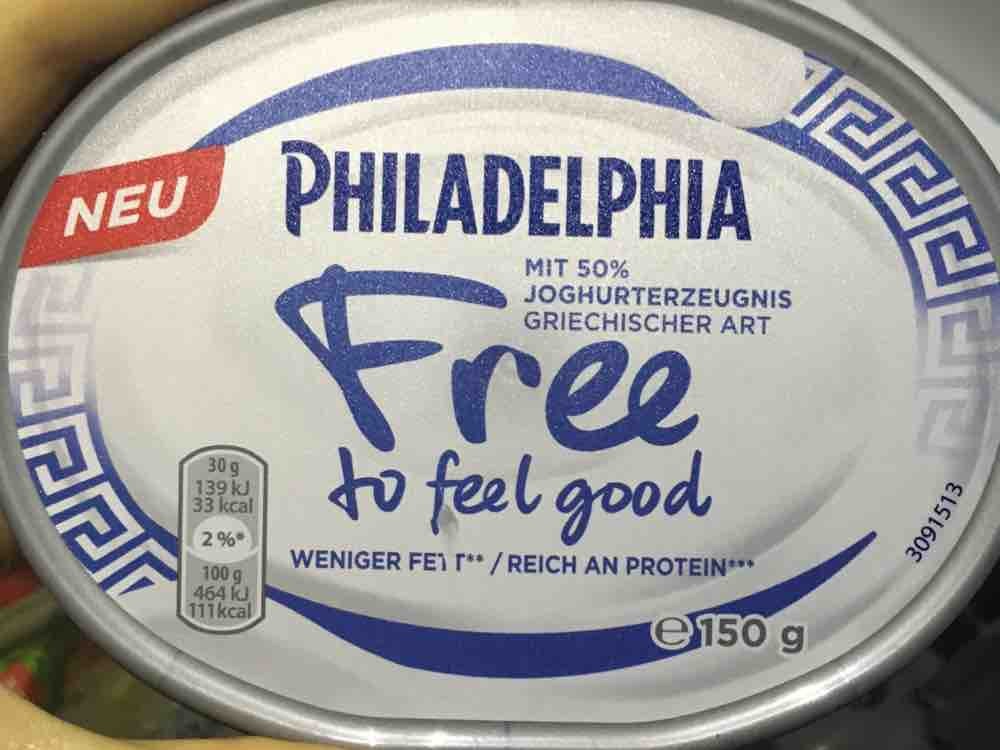 NEU
PHILADELPHIA
MIT 50%
JOGHURTERZEUGNIS
GRIECHISCHER ART
Free
to feel good
WENIGER FETT** / REICH AN PROTEIN***
30 g
139 kJ
33 kcal
2 %*
100 g
464 kJ
111 kcal
3091513
℮ 150 g